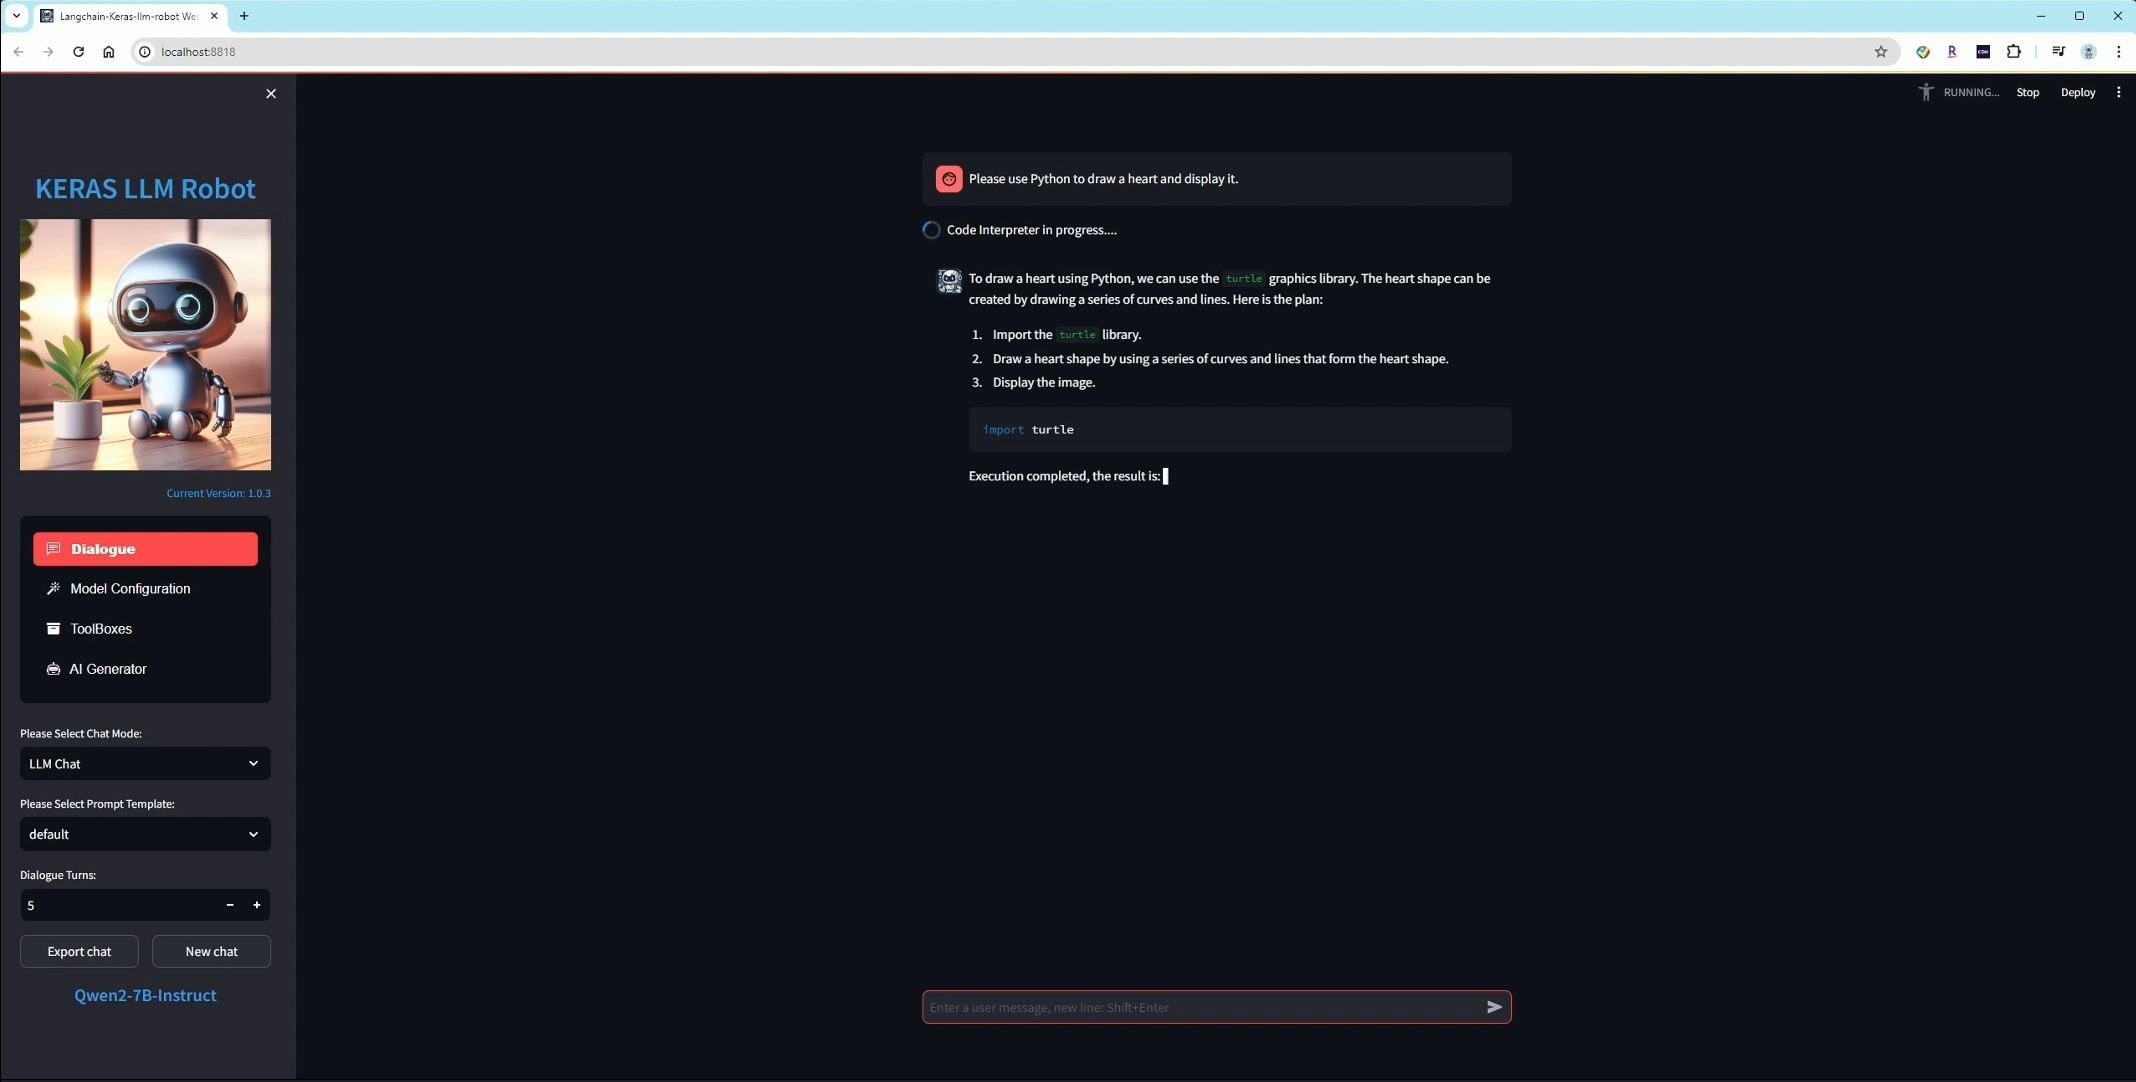 Langchain-Keras-llm-robot We
localhost:8818
RUNNING...
Stop
Deploy
KERAS LLM Robot
Current Version: 1.0.3
Dialogue
Model Configuration
ToolBoxes
AI Generator
Please Select Chat Mode:
LLM Chat
Please Select Prompt Template:
default
Dialogue Turns:
5
Export chat
New chat
Qwen2-7B-Instruct
Please use Python to draw a heart and display it.
Code Interpreter in progress....
To draw a heart using Python, we can use the turtle graphics library. The heart shape can be
created by drawing a series of curves and lines. Here is the plan:
1. Import the turtle library.
2. Draw a heart shape by using a series of curves and lines that form the heart shape.
3. Display the image.
import turtle
Execution completed, the result is:
Enter a user message, new line: Shift+Enter